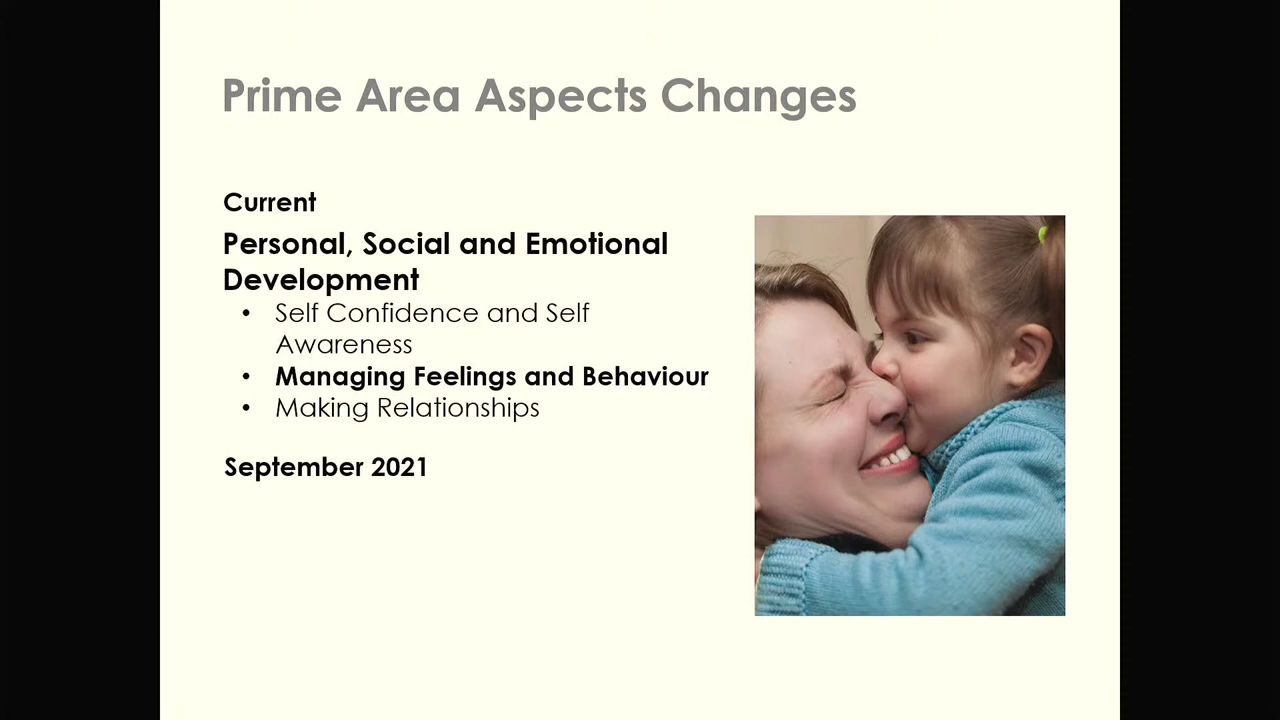 Prime Area Aspects Changes
Current
Personal, Social and Emotional
Development
• Self Confidence and Self
Awareness
• Managing Feelings and Behaviour
• Making Relationships
September 2021